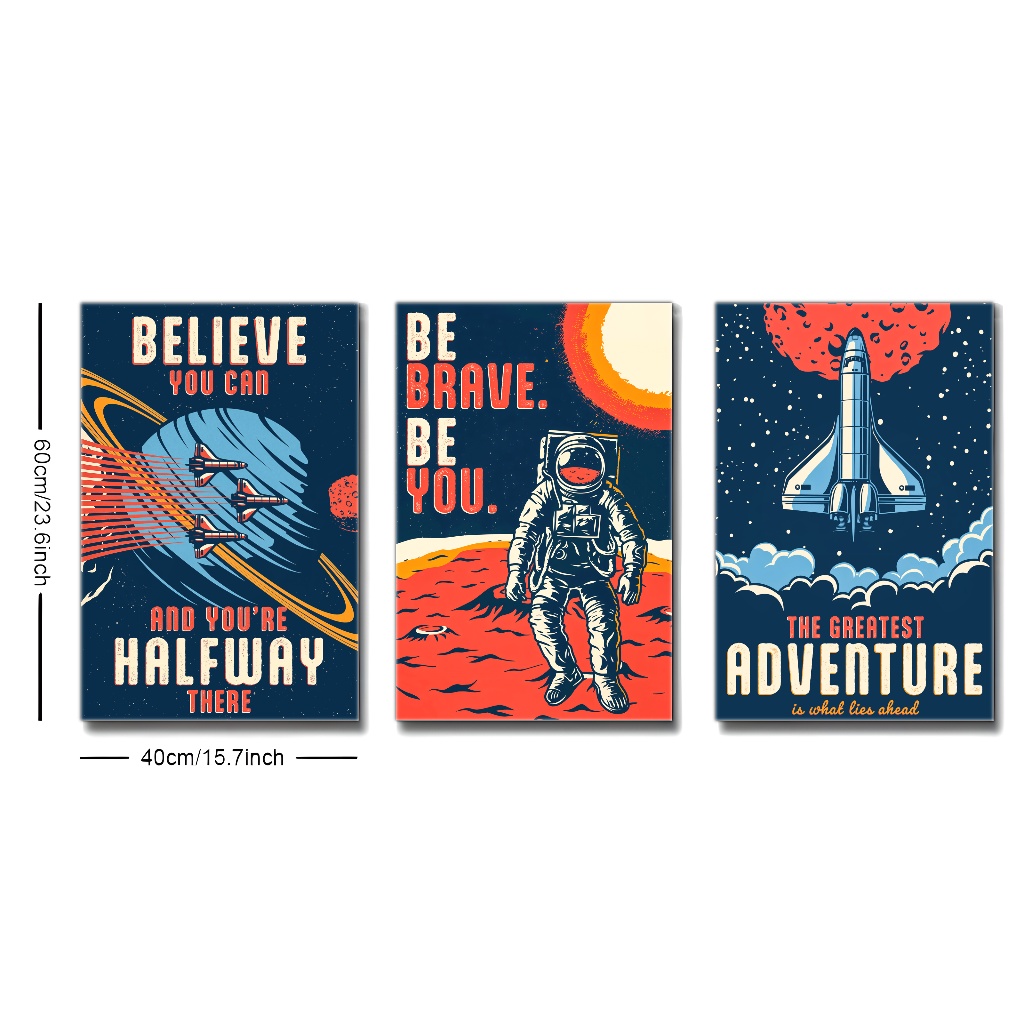 BELIEVE
YOU CAN
AND YOU'RE
HALFWAY
THERE
BE
BRAVE.
BE
YOU.
THE GREATEST
ADVENTURE
is what lies ahead
60cm/23.6inch
40cm/15.7inch